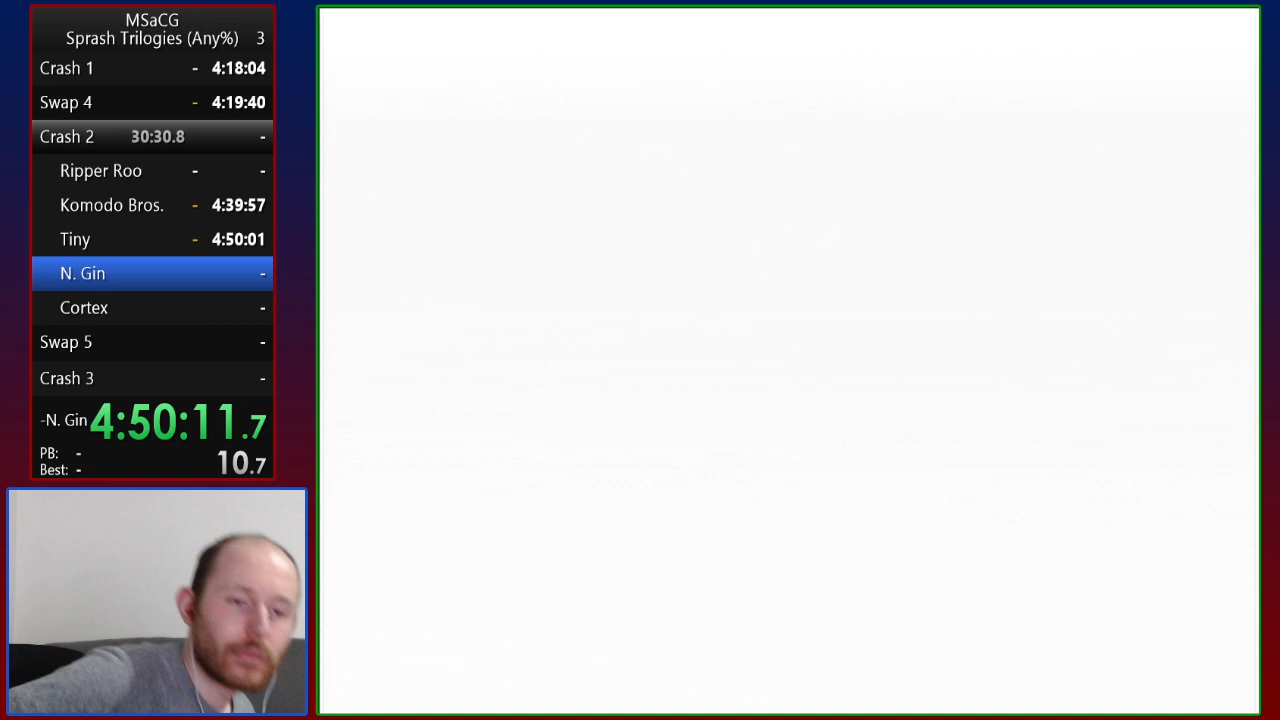 MSaCG
Sprash Trilogies (Any%) 3
Crash 1 - 4:18:04
Swap 4 - 4:19:40
Crash 2 30:30.8 -
Ripper Roo - -
Komodo Bros. - 4:39:57
Tiny - 4:50:01
N. Gin -
Cortex -
Swap 5 -
Crash 3 -
-N. Gin 4:50:11.7
PB: -
Best: - 10.7